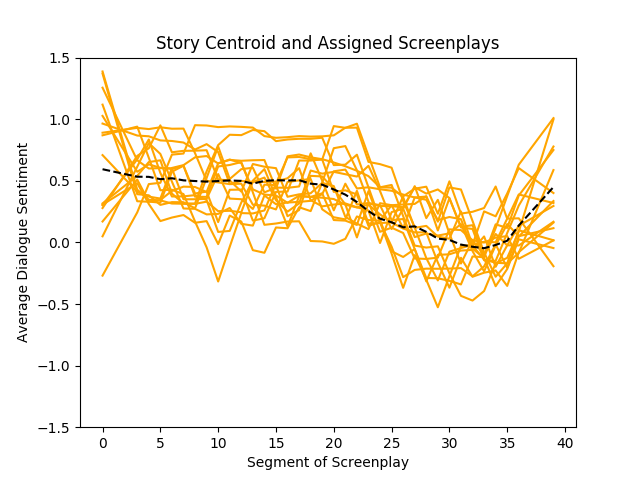 Story Centroid and Assigned Screenplays
1.5
1.0
0.5
0.0
−0.5
−1.0
−1.5
Average Dialogue Sentiment
0 5 10 15 20 25 30 35 40
Segment of Screenplay